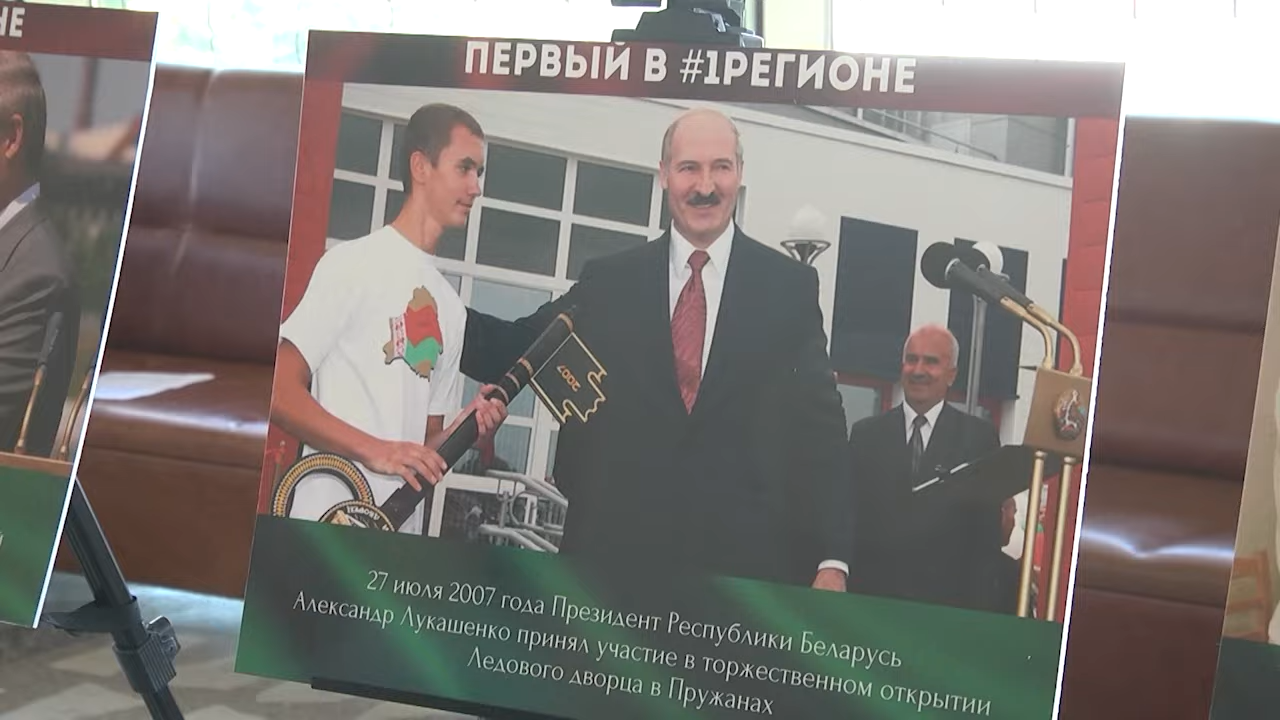 НЕ
ПЕРВЫЙ В #1РЕГИОНЕ
2007
27 июля 2007 года Президент Республики Беларусь
Александр Лукашенко принял участие в торжественном открытии
Ледового дворца в Пружанах